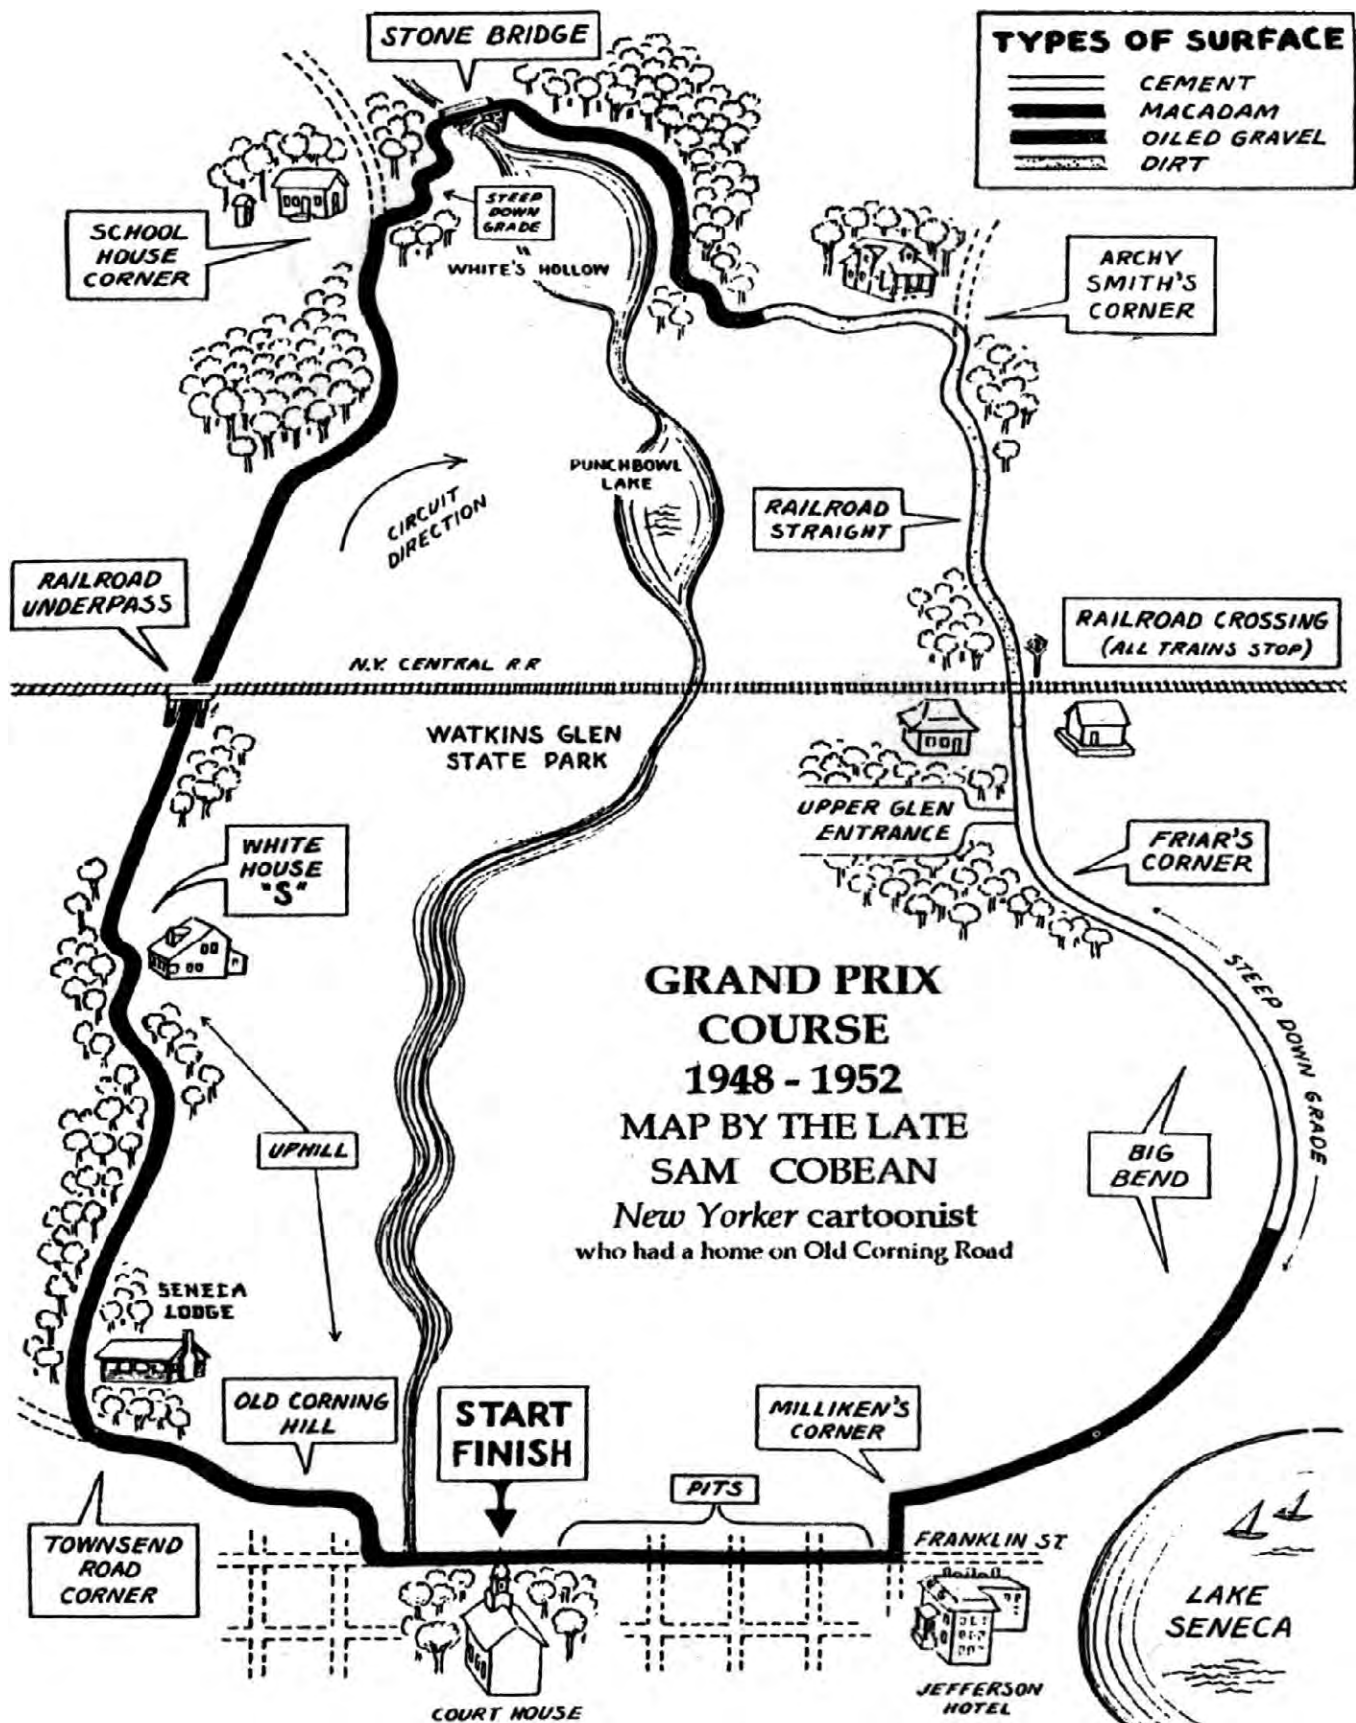 STONE BRIDGE
TYPES OF SURFACE
CEMENT
MACADAM
OILED GRAVEL
DIRT
STEEP
DOWN
GRADE
SCHOOL
HOUSE
CORNER
WHITE'S HOLLOW
ARCHY
SMITH'S
CORNER
PUNCHBOWL
LAKE
CIRCUIT
DIRECTION
RAILROAD
STRAIGHT
RAILROAD
UNDERPASS
RAILROAD CROSSING
(ALL TRAINS STOP)
N.Y. CENTRAL R R
WATKINS GLEN
STATE PARK
UPPER GLEN
ENTRANCE
FRIAR'S
CORNER
WHITE
HOUSE
"S"
STEEP DOWN GRADE
GRAND PRIX
COURSE
1948 - 1952
MAP BY THE LATE
SAM COBEAN
New Yorker cartoonist
who had a home on Old Corning Road
UPHILL
BIG
BEND
SENECA
LODGE
OLD CORNING
HILL
START
FINISH
MILLIKEN'S
CORNER
PITS
TOWNSEND
ROAD
CORNER
FRANKLIN ST.
LAKE
SENECA
COURT HOUSE
JEFFERSON
HOTEL